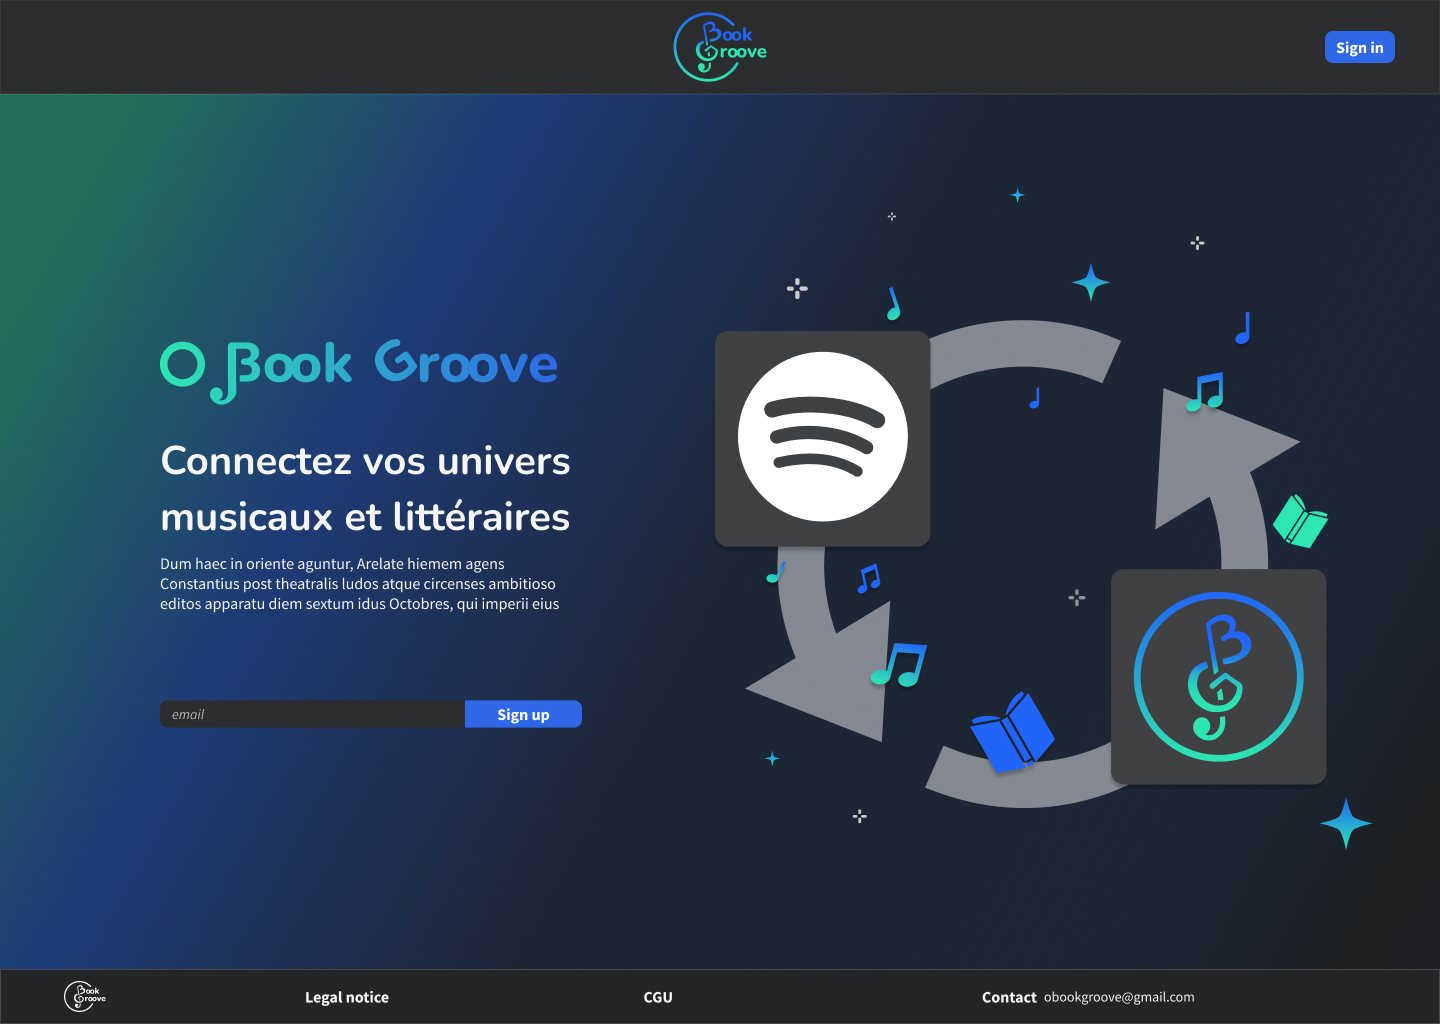 Book
Groove
Sign in
O Book Groove
Connectez vos univers
musicaux et littéraires
Dum haec in oriente aguntur, Arelate hiemem agens
Constantius post theatralis ludos atque circenses ambitioso
editos apparatu diem sextum idus Octobres, qui imperii eius
email
Sign up
Book
Groove
Legal notice
CGU
Contact obookgroove@gmail.com